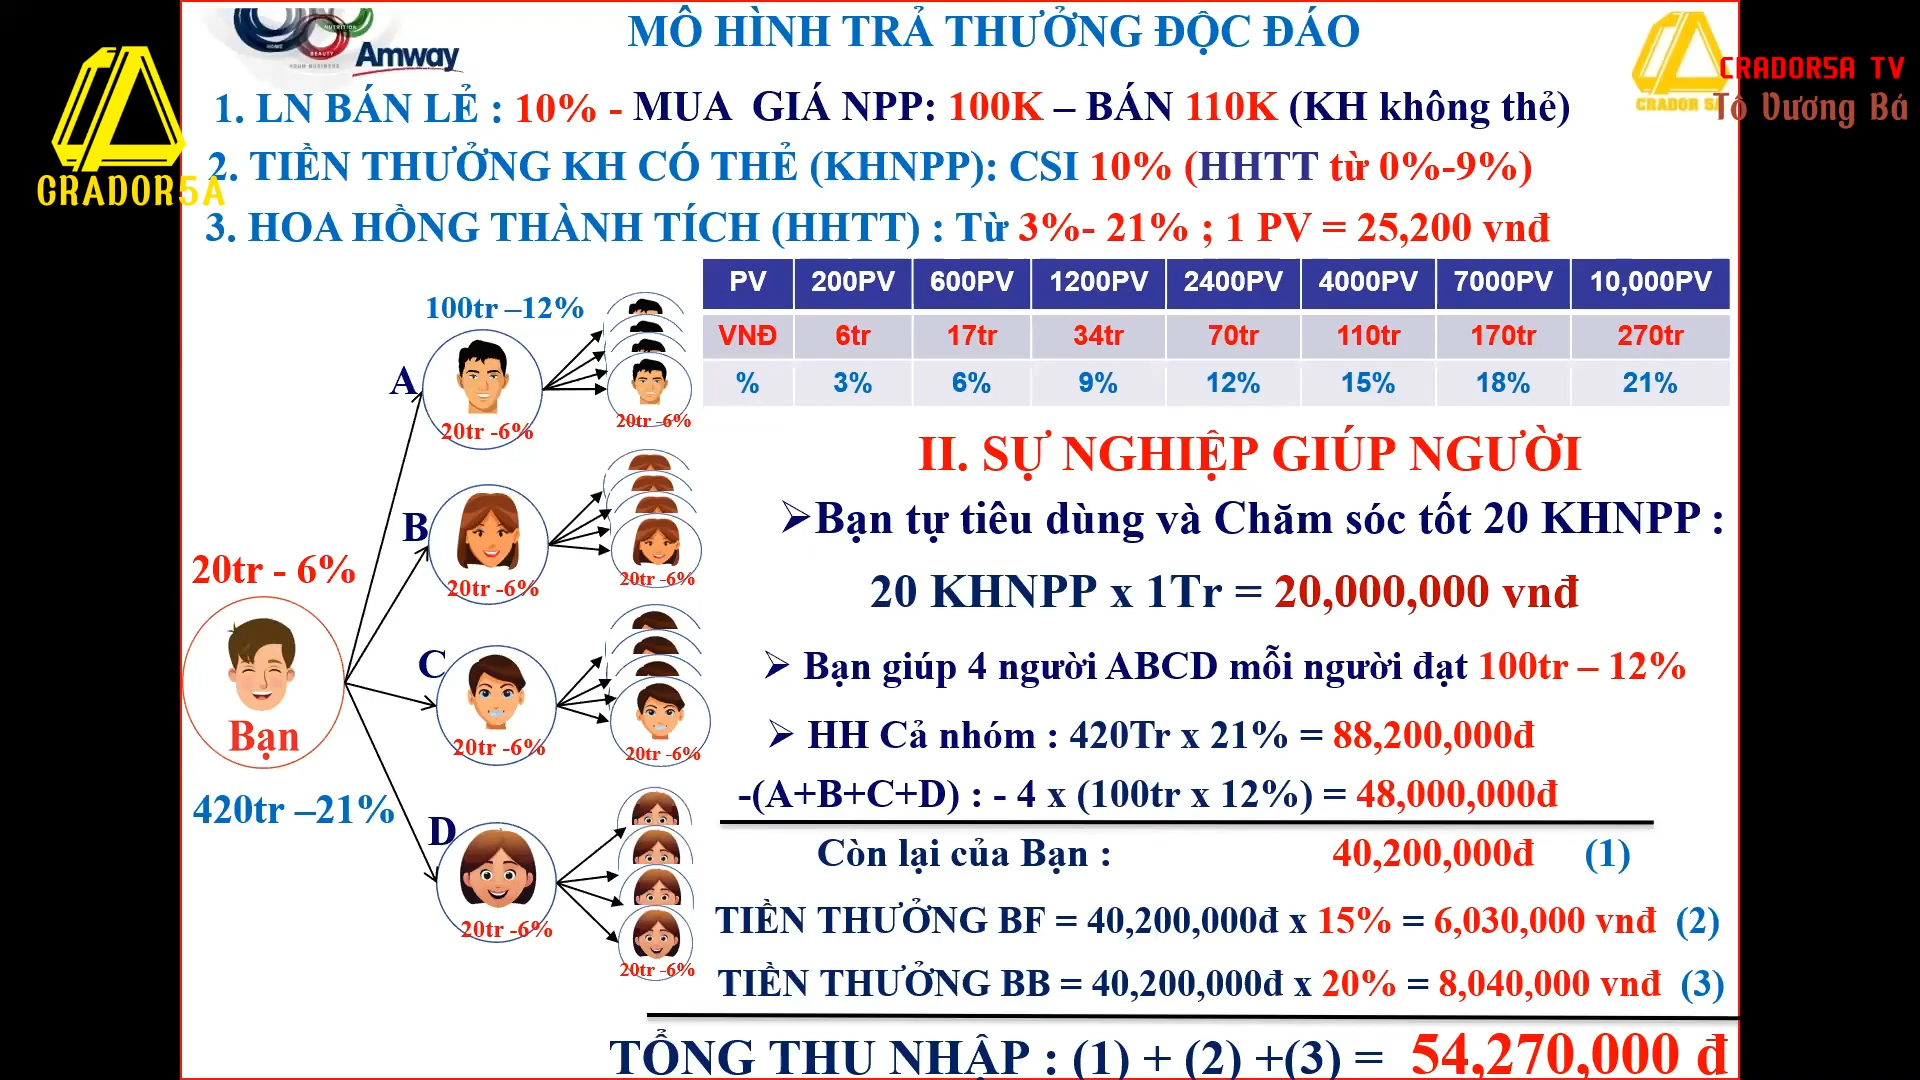 MÔ HÌNH TRẢ THƯỞNG ĐỘC ĐÁO
NUTRITION
HOME
BEAUTY
YOUR BUSINESS
Amway
CRADOR 5A
CRADOR5A TV
Tô Vương Bá
CRADOR5A
1. LN BÁN LẺ : 10% - MUA GIÁ NPP: 100K – BÁN 110K (KH không thẻ)
2. TIỀN THƯỞNG KH CÓ THẺ (KHNPP): CSI 10% (HHTT từ 0%-9%)
3. HOA HỒNG THÀNH TÍCH (HHTT) : Từ 3%- 21% ; 1 PV = 25,200 vnđ
PV 200PV 600PV 1200PV 2400PV 4000PV 7000PV 10,000PV
VNĐ 6tr 17tr 34tr 70tr 110tr 170tr 270tr
% 3% 6% 9% 12% 15% 18% 21%
100tr –12%
A
20tr -6%
20tr -6%
B
20tr -6%
20tr -6%
C
20tr -6%
20tr -6%
D
20tr -6%
20tr -6%
20tr - 6%
Bạn
420tr –21%
II. SỰ NGHIỆP GIÚP NGƯỜI
➢Bạn tự tiêu dùng và Chăm sóc tốt 20 KHNPP :
20 KHNPP x 1Tr = 20,000,000 vnđ
➢ Bạn giúp 4 người ABCD mỗi người đạt 100tr – 12%
➢ HH Cả nhóm : 420Tr x 21% = 88,200,000đ
-(A+B+C+D) : - 4 x (100tr x 12%) = 48,000,000đ
Còn lại của Bạn : 40,200,000đ (1)
TIỀN THƯỞNG BF = 40,200,000đ x 15% = 6,030,000 vnđ (2)
TIỀN THƯỞNG BB = 40,200,000đ x 20% = 8,040,000 vnđ (3)
TỔNG THU NHẬP : (1) + (2) +(3) = 54,270,000 đ